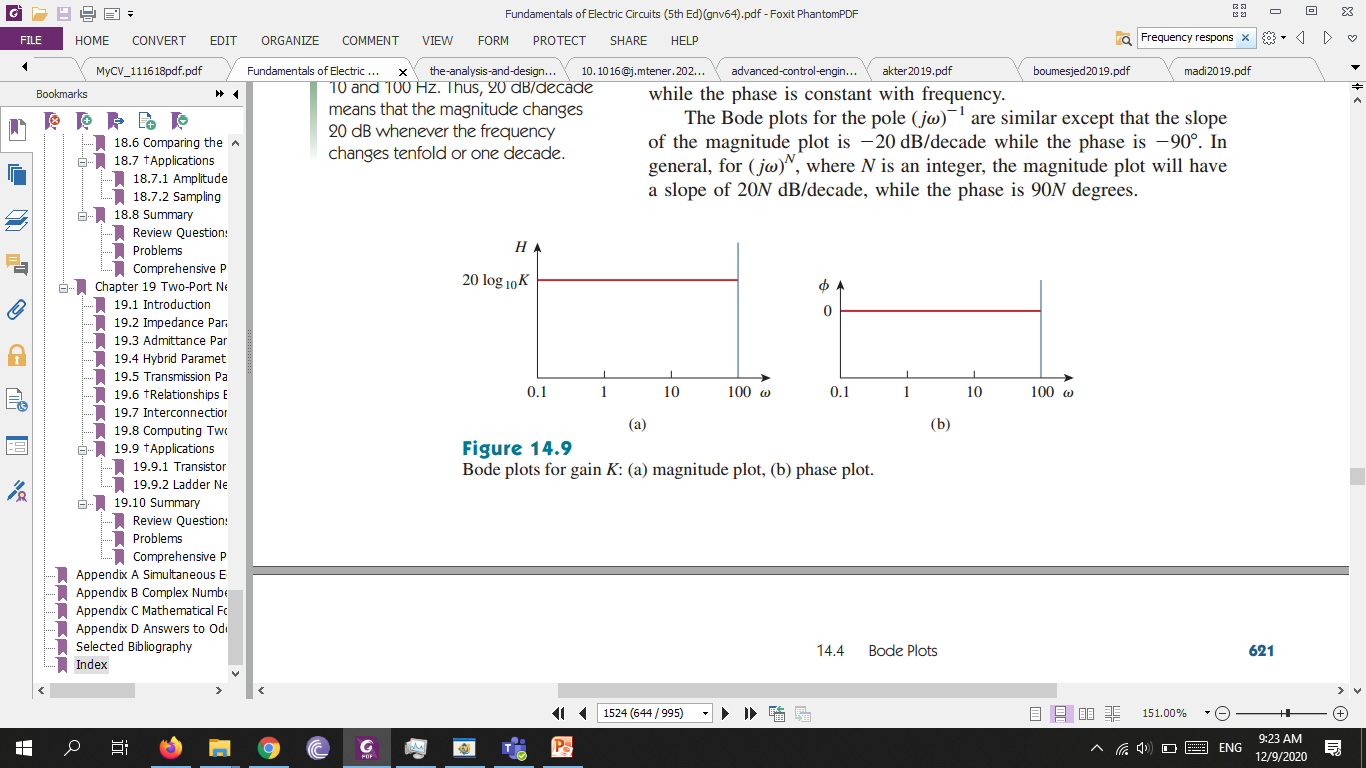 Fundamentals of Electric Circuits (5th Ed)(gnv64).pdf - Foxit PhantomPDF
FILE HOME CONVERT EDIT ORGANIZE COMMENT VIEW FORM PROTECT SHARE HELP
Frequency respons
MyCV_111618pdf.pdf
Fundamentals of Electric ...
the-analysis-and-design...
10.1016@j.mtener.202...
advanced-control-engin...
akter2019.pdf
boumesjed2019.pdf
madi2019.pdf
Bookmarks
18.6 Comparing the
18.7 †Applications
18.7.1 Amplitude
18.7.2 Sampling
18.8 Summary
Review Questions
Problems
Comprehensive P
Chapter 19 Two-Port Ne
19.1 Introduction
19.2 Impedance Para
19.3 Admittance Par
19.4 Hybrid Paramet
19.5 Transmission Pa
19.6 †Relationships B
19.7 Interconnection
19.8 Computing Two
19.9 †Applications
19.9.1 Transistor
19.9.2 Ladder Ne
19.10 Summary
Review Questions
Problems
Comprehensive P
Appendix A Simultaneous E
Appendix B Complex Numbe
Appendix C Mathematical Fo
Appendix D Answers to Od
Selected Bibliography
Index
10 and 100 Hz. Thus, 20 dB/decade
means that the magnitude changes
20 dB whenever the frequency
changes tenfold or one decade.
while the phase is constant with frequency.
The Bode plots for the pole (jω)⁻¹ are similar except that the slope
of the magnitude plot is −20 dB/decade while the phase is −90°. In
general, for (jω)ᴺ, where N is an integer, the magnitude plot will have
a slope of 20N dB/decade, while the phase is 90N degrees.
H
20 log₁₀K
0.1 1 10 100 ω
(a)
ϕ
0
0.1 1 10 100 ω
(b)
Figure 14.9
Bode plots for gain K: (a) magnitude plot, (b) phase plot.
14.4 Bode Plots 621
1524 (644 / 995)
151.00%
PDF
ENG
9:23 AM
12/9/2020